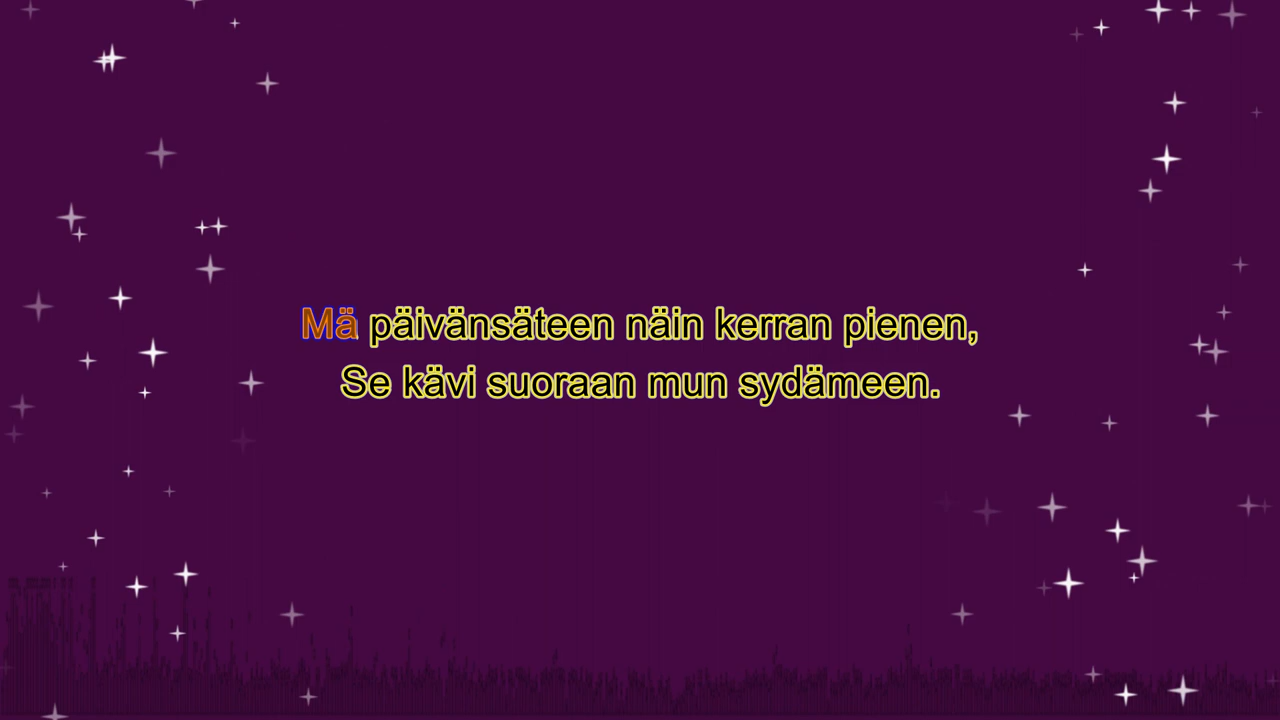 Mä päivänsäteen näin kerran pienen,
Se kävi suoraan mun sydämeen.